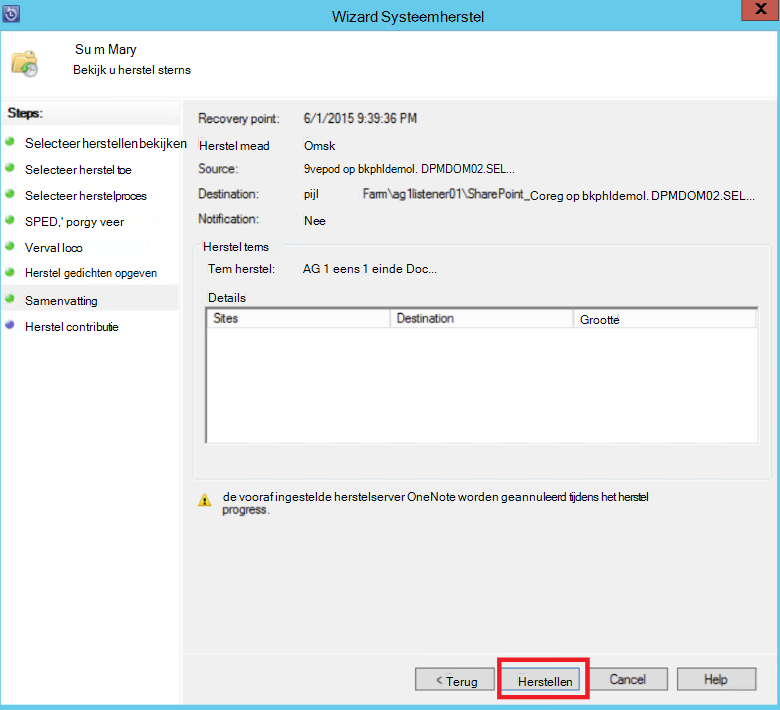 Wizard Systeemherstel
X
Su m Mary
Bekijk u herstel sterns
Steps:
Selecteer herstellen bekijken
Selecteer herstel toe
Selecteer herstelproces
SPED,' porgy veer
Verval loco
Herstel gedichten opgeven
Samenvatting
Herstel contributie
Recovery point: 6/1/2015 9:39:36 PM
Herstel mead Omsk
Source: 9vepod op bkphldemol. DPMDOM02.SEL...
Destination: pijl Farm\ag1listener01\SharePoint_Coreg op bkphldemol. DPMDOM02.SEL...
Notification: Nee
Herstel tems
Tem herstel: AG 1 eens 1 einde Doc...
Details
Sites Destination Grootte
de vooraf ingestelde herstelserver OneNote worden geannuleerd tijdens het herstel
progress.
< Terug Herstellen Cancel Help